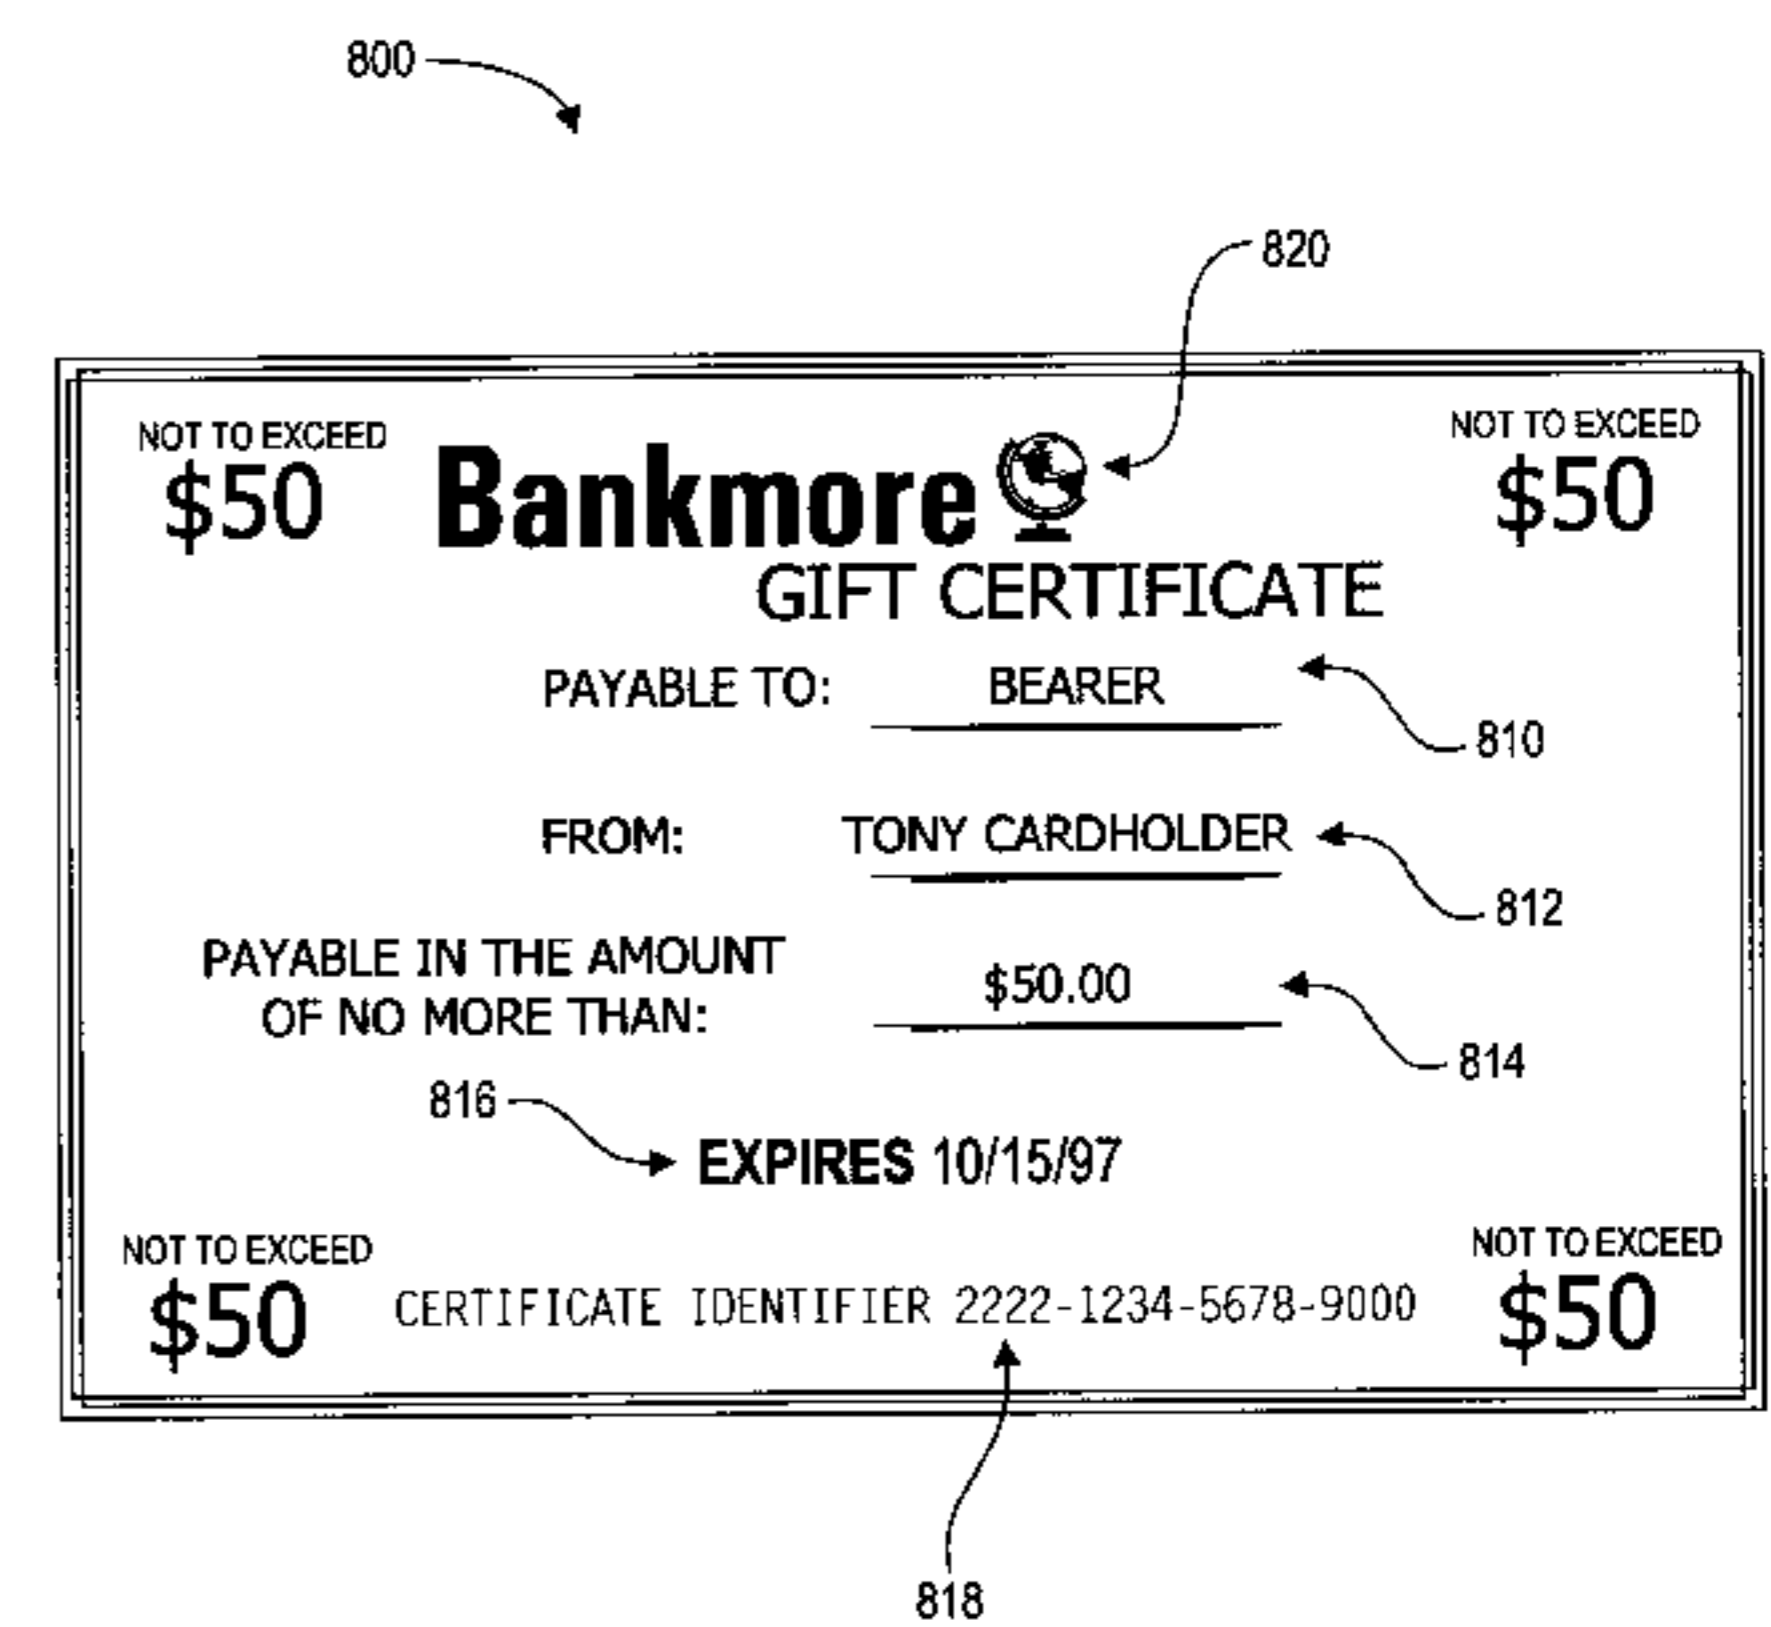 800
820
NOT TO EXCEED
$50
Bankmore
NOT TO EXCEED
$50
GIFT CERTIFICATE
PAYABLE TO: BEARER
810
FROM: TONY CARDHOLDER
812
PAYABLE IN THE AMOUNT
OF NO MORE THAN:
$50.00
814
816
EXPIRES 10/15/97
NOT TO EXCEED
$50
CERTIFICATE IDENTIFIER 2222-1234-5678-9000
NOT TO EXCEED
$50
818